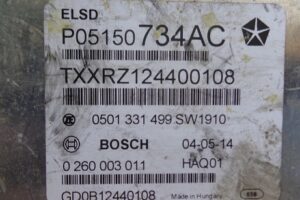 ELSD
P05150734AC
TXXRZ124400108
0501 331 499 SW1910
BOSCH 04-05-14
0 260 003 011 HAQ01
GD0B12440108 Made in Hungary